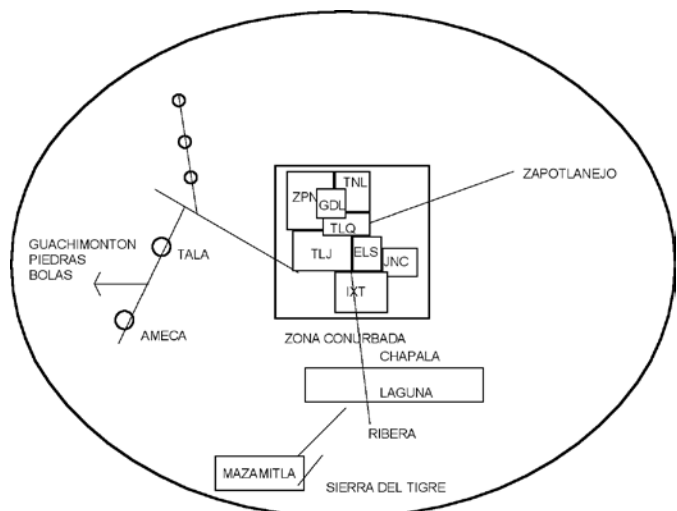 ZPN
TNL
GDL
TLQ
TLJ
ELS
JNC
IXT
ZAPOTLANEJO
GUACHIMONTON
PIEDRAS
BOLAS
TALA
AMECA
ZONA CONURBADA
CHAPALA
LAGUNA
RIBERA
MAZAMITLA
SIERRA DEL TIGRE